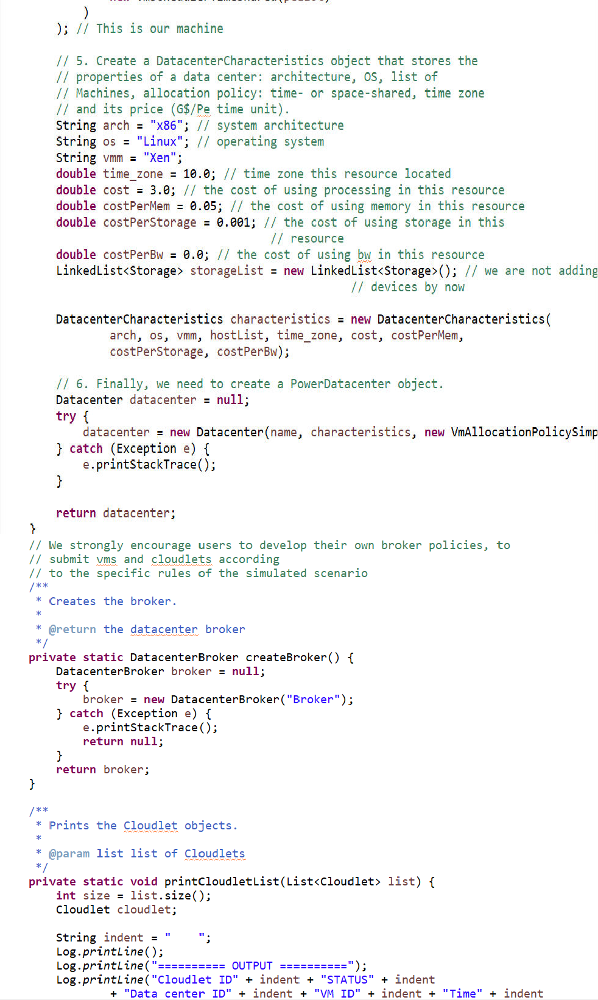 )
); // This is our machine
// 5. Create a DatacenterCharacteristics object that stores the
// properties of a data center: architecture, OS, list of
// Machines, allocation policy: time- or space-shared, time zone
// and its price (G$/Pe time unit).
String arch = "x86"; // system architecture
String os = "Linux"; // operating system
String vmm = "Xen";
double time_zone = 10.0; // time zone this resource located
double cost = 3.0; // the cost of using processing in this resource
double costPerMem = 0.05; // the cost of using memory in this resource
double costPerStorage = 0.001; // the cost of using storage in this
// resource
double costPerBw = 0.0; // the cost of using bw in this resource
LinkedList<Storage> storageList = new LinkedList<Storage>(); // we are not adding
// devices by now
DatacenterCharacteristics characteristics = new DatacenterCharacteristics(
arch, os, vmm, hostList, time_zone, cost, costPerMem,
costPerStorage, costPerBw);
// 6. Finally, we need to create a PowerDatacenter object.
Datacenter datacenter = null;
try {
datacenter = new Datacenter(name, characteristics, new VmAllocationPolicySimp
} catch (Exception e) {
e.printStackTrace();
}
return datacenter;
}
// We strongly encourage users to develop their own broker policies, to
// submit vms and cloudlets according
// to the specific rules of the simulated scenario
/**
* Creates the broker.
*
* @return the datacenter broker
*/
private static DatacenterBroker createBroker() {
DatacenterBroker broker = null;
try {
broker = new DatacenterBroker("Broker");
} catch (Exception e) {
e.printStackTrace();
return null;
}
return broker;
}
/**
* Prints the Cloudlet objects.
*
* @param list list of Cloudlets
*/
private static void printCloudletList(List<Cloudlet> list) {
int size = list.size();
Cloudlet cloudlet;
String indent = "    ";
Log.printLine();
Log.printLine("========== OUTPUT ==========");
Log.printLine("Cloudlet ID" + indent + "STATUS" + indent
+ "Data center ID" + indent + "VM ID" + indent + "Time" + indent